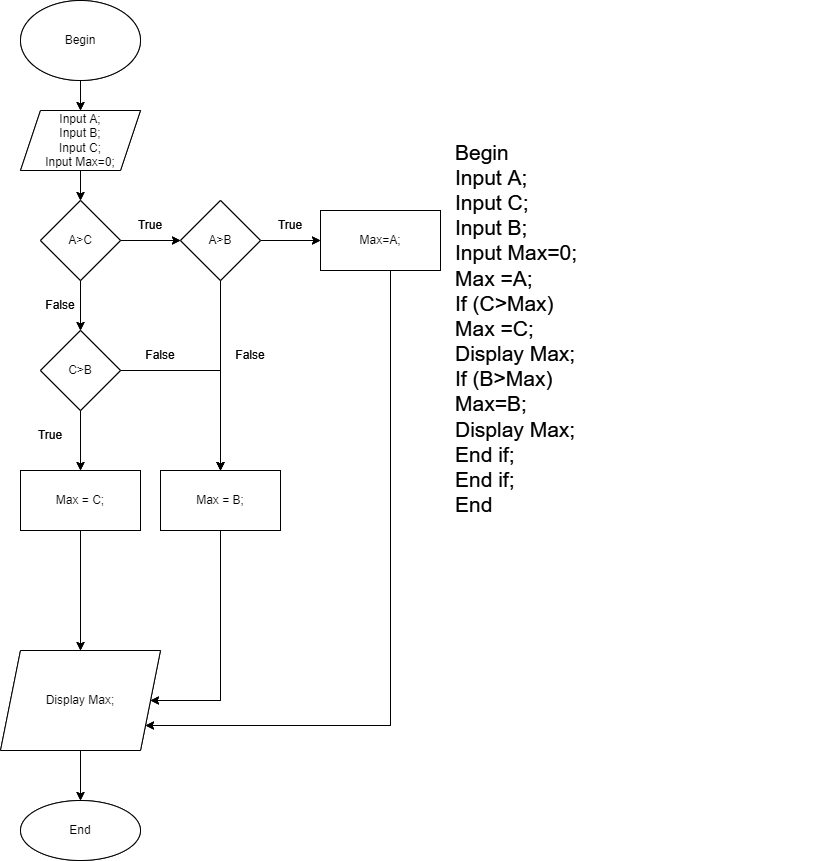 Begin
Input A;
Input B;
Input C;
Input Max=0;
A>C
True
A>B
True
Max=A;
False
C>B
False
False
True
Max = C;
Max = B;
Display Max;
End
Begin
Input A;
Input C;
Input B;
Input Max=0;
Max =A;
If (C>Max)
Max =C;
Display Max;
If (B>Max)
Max=B;
Display Max;
End if;
End if;
End